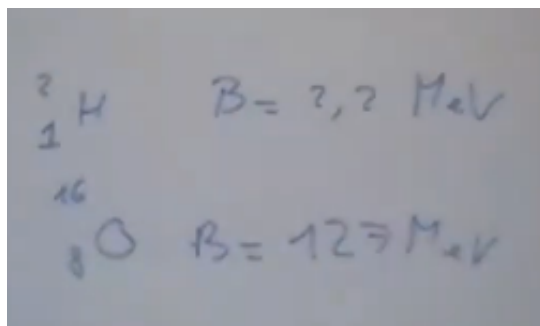 ²₁H B = 2,2 MeV
¹⁶₈O B = 127 MeV